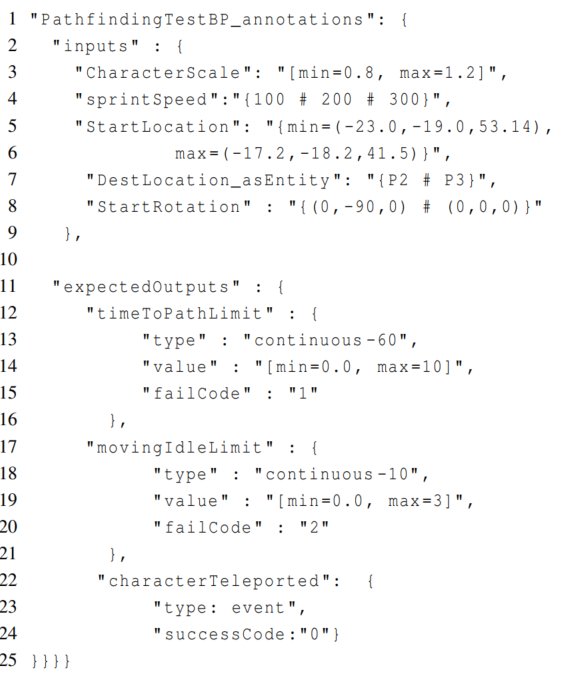 1 "PathfindingTestBP_annotations": {
2 "inputs" : {
3 "CharacterScale": "[min=0.8, max=1.2]",
4 "sprintSpeed":"{100 # 200 # 300}",
5 "StartLocation": "{min=(-23.0,-19.0,53.14),
6 max=(-17.2,-18.2,41.5)}",
7 "DestLocation_asEntity": "{P2 # P3}",
8 "StartRotation" : "{(0,-90,0) # (0,0,0)}"
9 },
10
11 "expectedOutputs" : {
12 "timeToPathLimit" : {
13 "type" : "continuous-60",
14 "value" : "[min=0.0, max=10]",
15 "failCode" : "1"
16 },
17 "movingIdleLimit" : {
18 "type" : "continuous-10",
19 "value" : "[min=0.0, max=3]",
20 "failCode" : "2"
21 },
22 "characterTeleported": {
23 "type: event",
24 "successCode:"0"}
25 }}}}